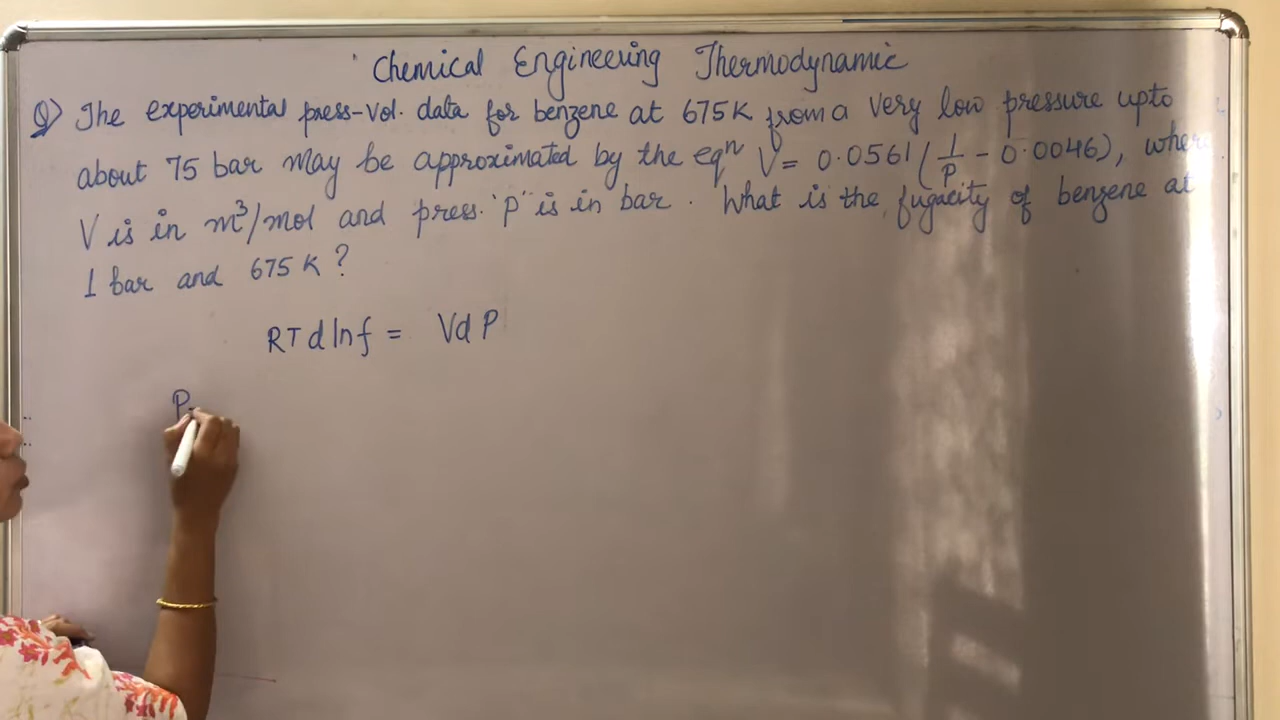 Chemical Engineering Thermodynamic
Q) The experimental press-vol. data for benzene at 675K from a very low pressure upto
about 75 bar may be approximated by the eqⁿ V = 0.0561 (1/P - 0.0046), where
V is in m³/mol and press. 'P' is in bar. What is the fugacity of benzene at
1 bar and 675 K?
RT d ln f = V d P
P